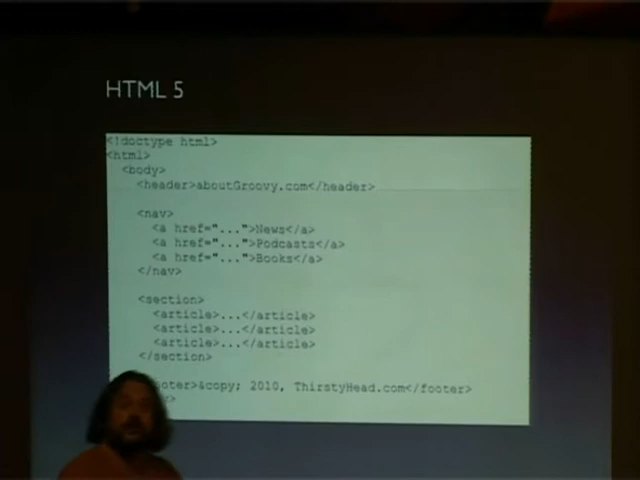 HTML 5
<!doctype html>
<html>
<body>
<header>aboutGroovy.com</header>
<nav>
<a href="...">News</a>
<a href="...">Podcasts</a>
<a href="...">Books</a>
</nav>
<section>
<article>...</article>
<article>...</article>
<article>...</article>
</section>
ooter>&copy; 2010, ThirstyHead.com</footer>
>